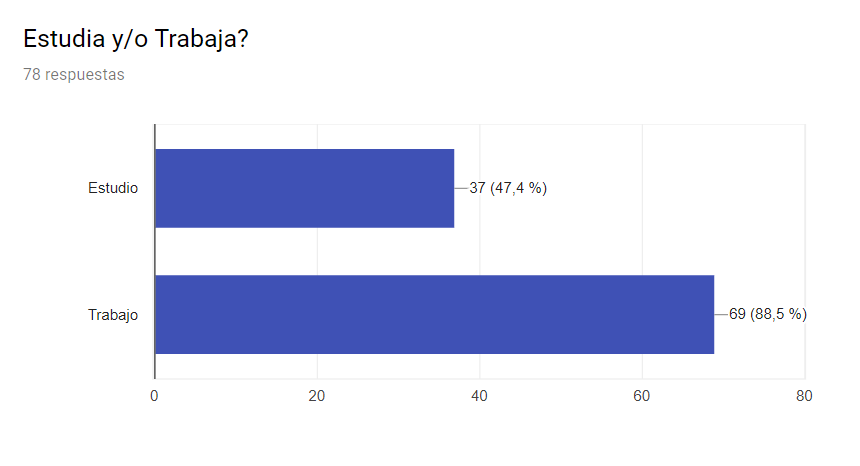 Estudia y/o Trabaja?
78 respuestas
Estudio
37 (47,4 %)
Trabajo
69 (88,5 %)
0
20
40
60
80